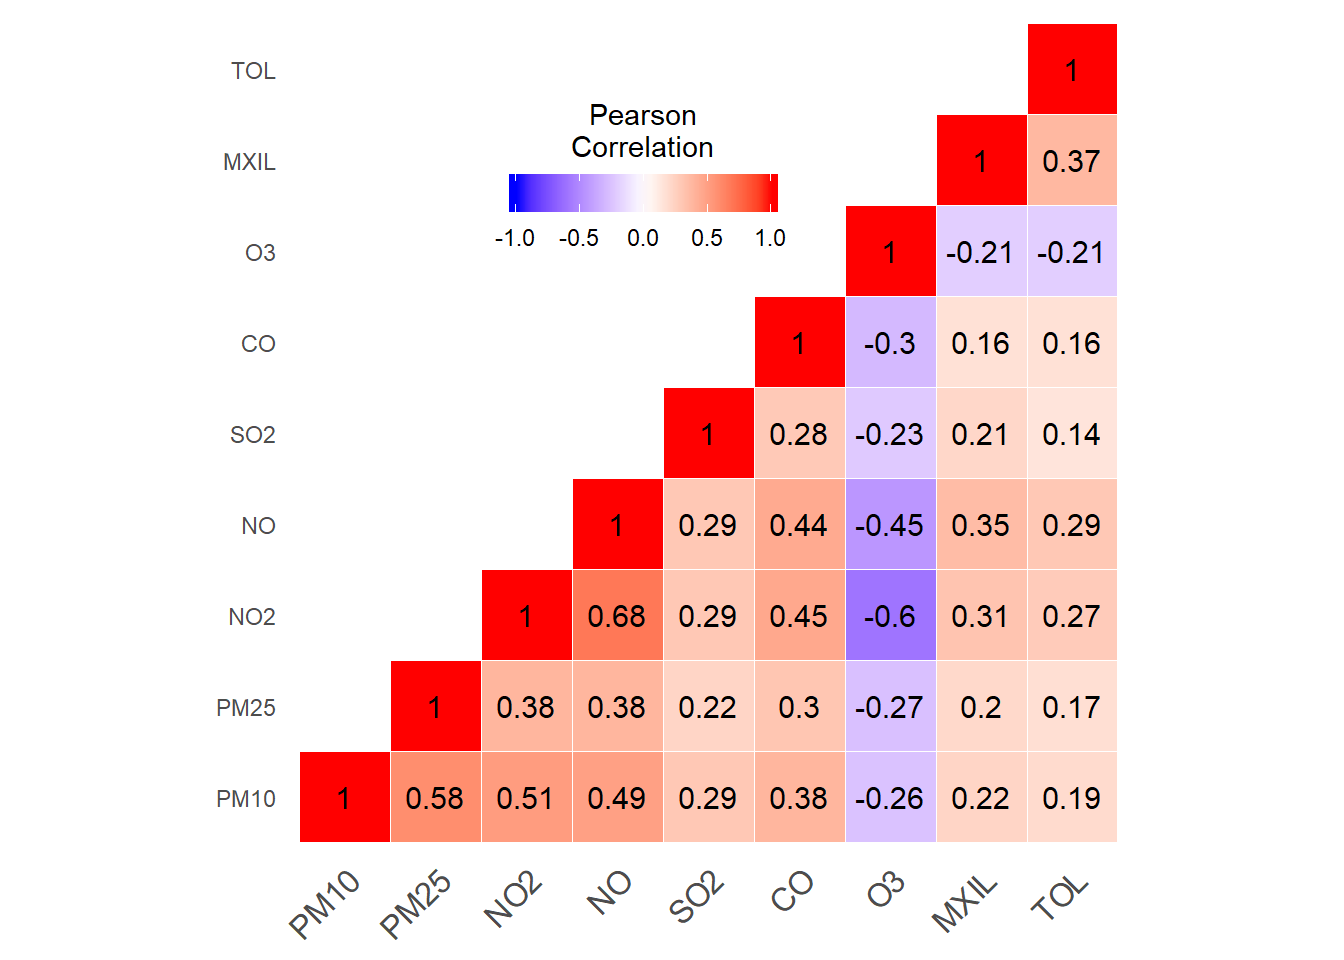 TOL 1
Pearson
Correlation
-1.0 -0.5 0.0 0.5 1.0
MXIL 1 0.37
O3 1 -0.21 -0.21
CO 1 -0.3 0.16 0.16
SO2 1 0.28 -0.23 0.21 0.14
NO 1 0.29 0.44 -0.45 0.35 0.29
NO2 1 0.68 0.29 0.45 -0.6 0.31 0.27
PM25 1 0.38 0.38 0.22 0.3 -0.27 0.2 0.17
PM10 1 0.58 0.51 0.49 0.29 0.38 -0.26 0.22 0.19
PM10 PM25 NO2 NO SO2 CO O3 MXIL TOL